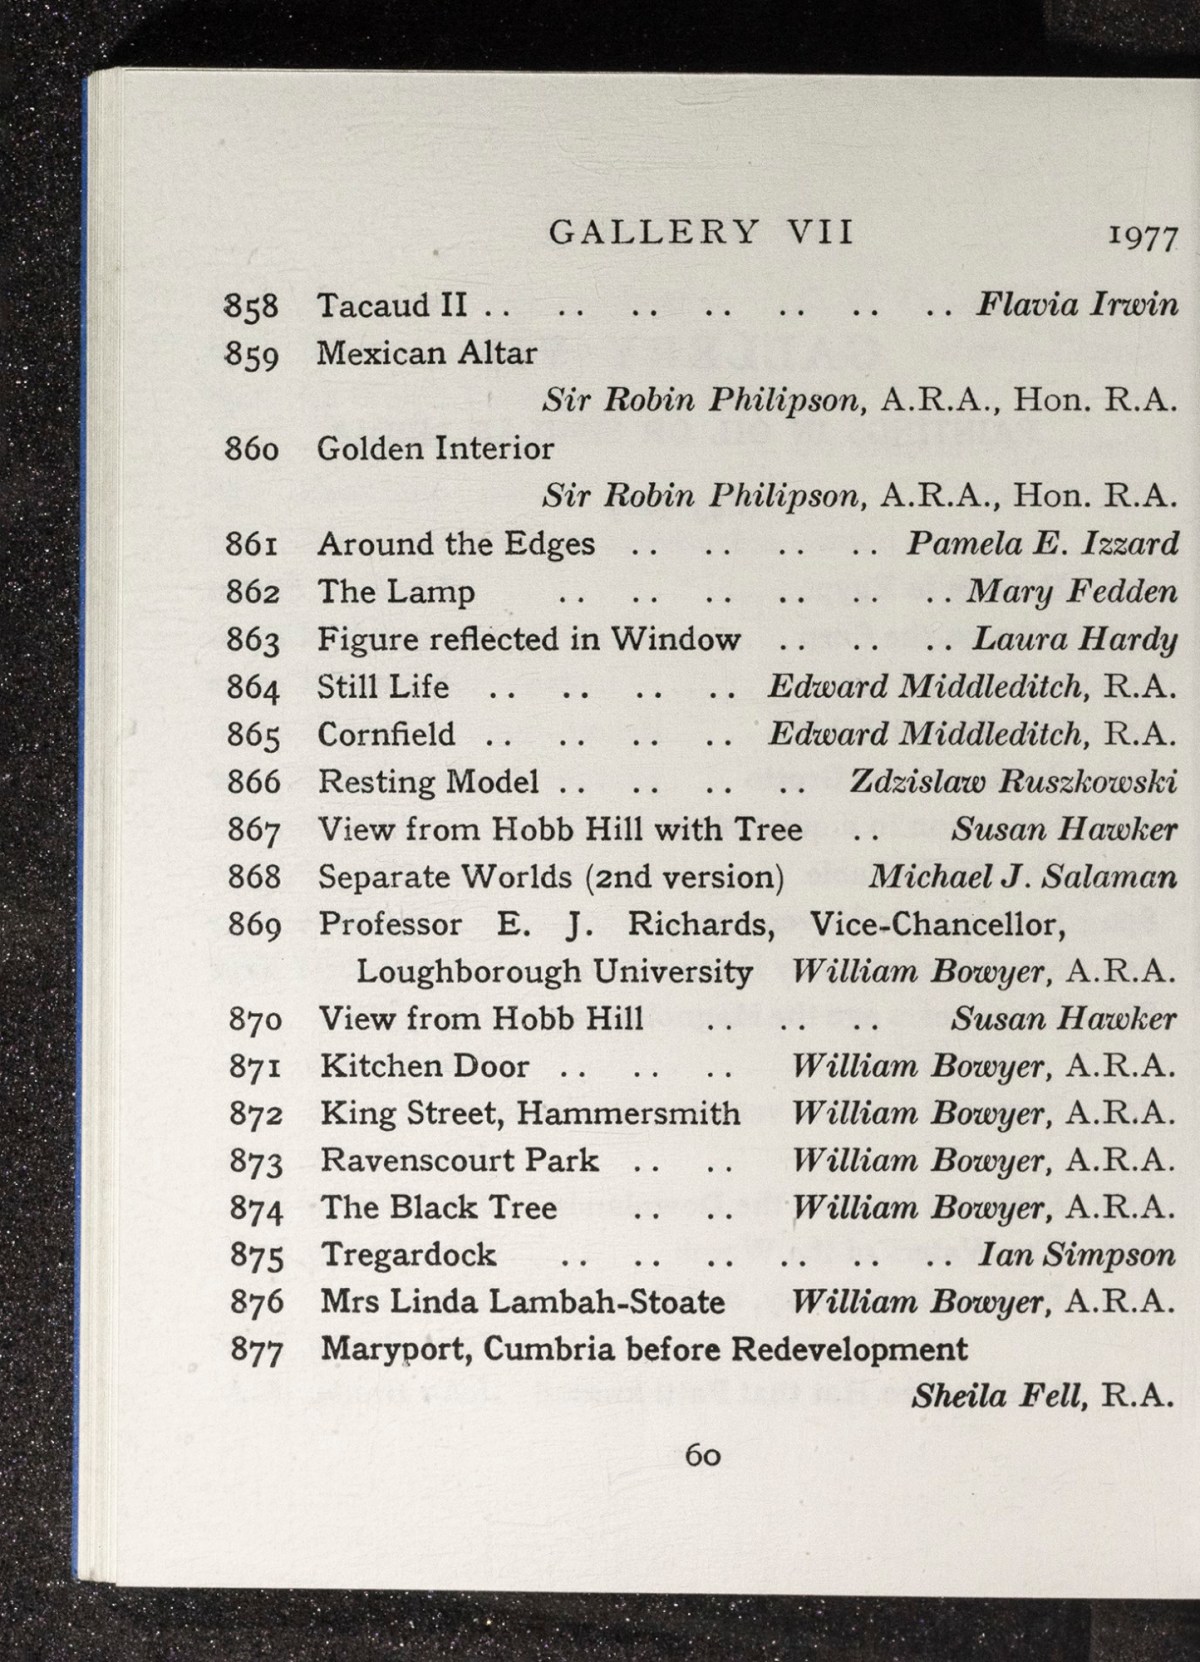 GALLERY VII 1977
858 Tacaud II .. .. .. .. .. .. .. Flavia Irwin
859 Mexican Altar
Sir Robin Philipson, A.R.A., Hon. R.A.
860 Golden Interior
Sir Robin Philipson, A.R.A., Hon. R.A.
861 Around the Edges .. .. .. .. Pamela E. Izzard
862 The Lamp .. .. .. .. .. .. Mary Fedden
863 Figure reflected in Window .. .. .. Laura Hardy
864 Still Life .. .. .. .. Edward Middleditch, R.A.
865 Cornfield .. .. .. .. Edward Middleditch, R.A.
866 Resting Model .. .. .. .. Zdzislaw Ruszkowski
867 View from Hobb Hill with Tree .. Susan Hawker
868 Separate Worlds (2nd version) Michael J. Salaman
869 Professor E. J. Richards, Vice-Chancellor,
Loughborough University William Bowyer, A.R.A.
870 View from Hobb Hill .. .. .. Susan Hawker
871 Kitchen Door .. .. .. William Bowyer, A.R.A.
872 King Street, Hammersmith William Bowyer, A.R.A.
873 Ravenscourt Park .. .. William Bowyer, A.R.A.
874 The Black Tree .. .. William Bowyer, A.R.A.
875 Tregardock .. .. .. .. .. .. Ian Simpson
876 Mrs Linda Lambah-Stoate William Bowyer, A.R.A.
877 Maryport, Cumbria before Redevelopment
Sheila Fell, R.A.
60